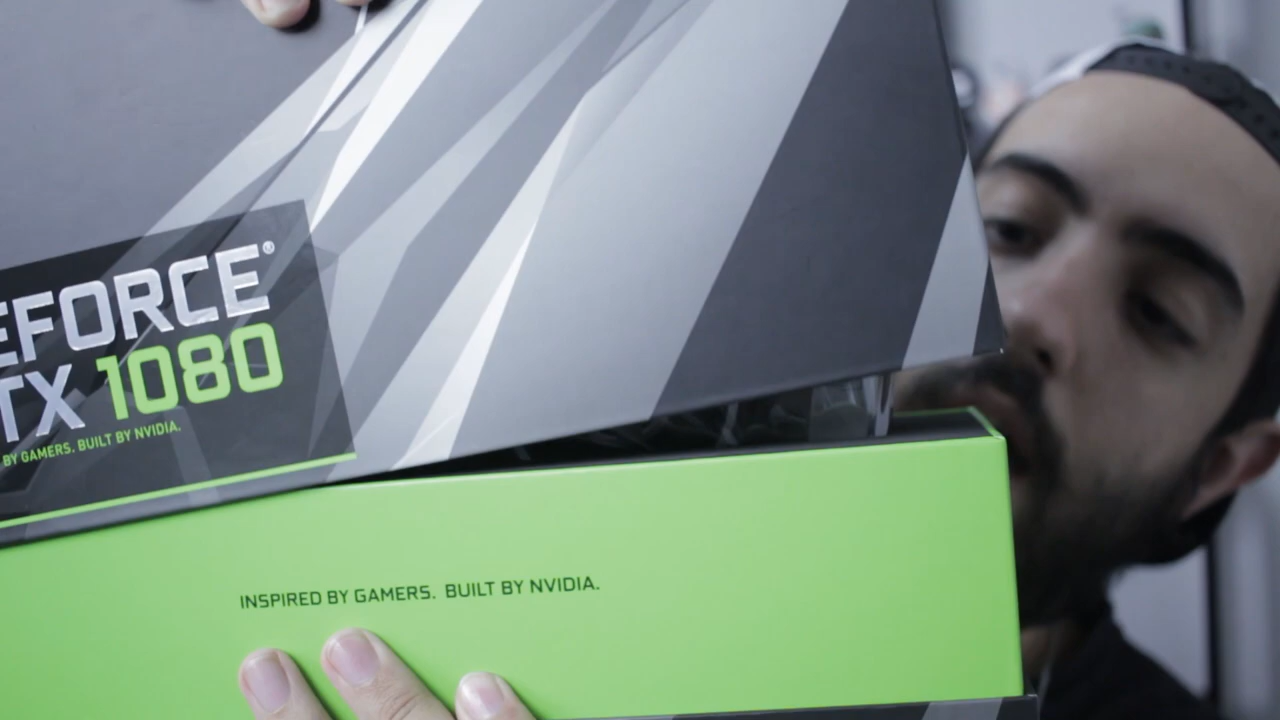 EFORCE®
TX 1080
BY GAMERS. BUILT BY NVIDIA.
INSPIRED BY GAMERS. BUILT BY NVIDIA.